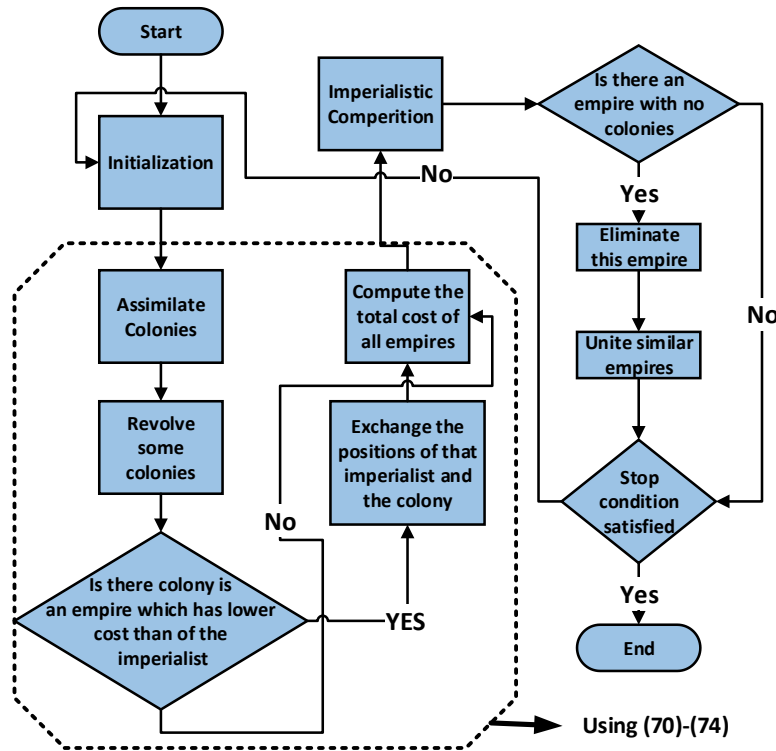 Start
Initialization
Assimilate
Colonies
Revolve
some
colonies
Is there colony is
an empire which has lower
cost than of the
imperialist
No
YES
Exchange the
positions of that
imperialist and
the colony
Compute the
total cost of
all empires
Imperialistic
Comperition
Is there an
empire with no
colonies
Yes
No
Eliminate
this empire
Unite similar
empires
Stop
condition
satisfied
No
Yes
End
Using (70)-(74)